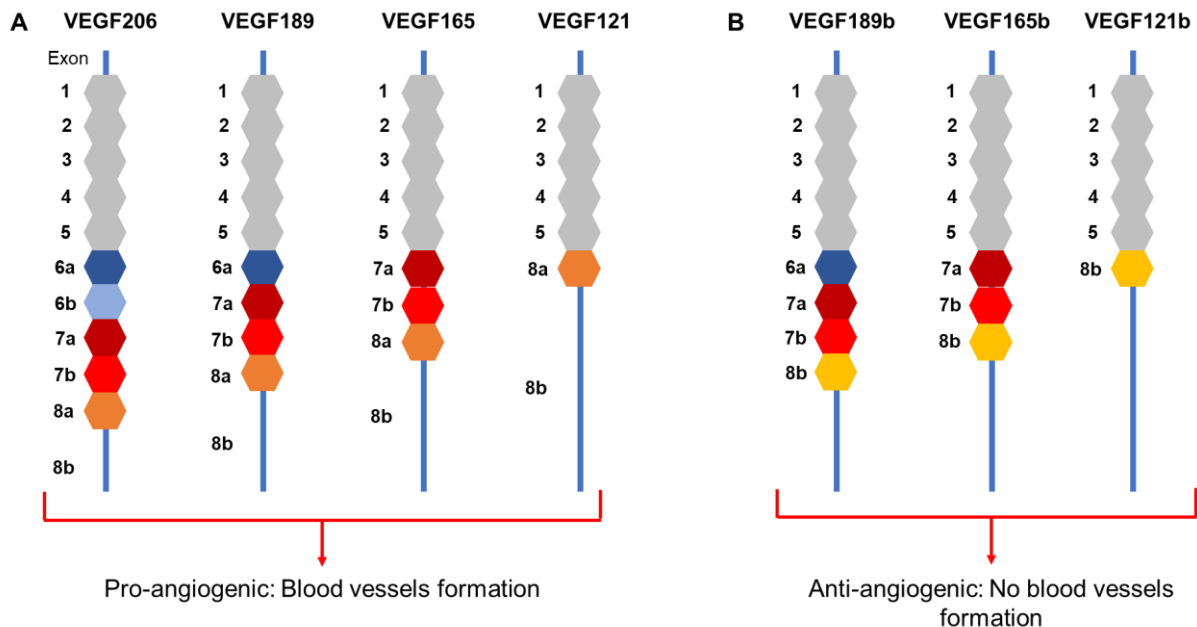 A
VEGF206
VEGF189
VEGF165
VEGF121
Exon
1
2
3
4
5
6a
6b
7a
7b
8a
8b
1
2
3
4
5
6a
7a
7b
8a
8b
1
2
3
4
5
7a
7b
8a
8b
1
2
3
4
5
8a
8b
Pro-angiogenic: Blood vessels formation
B
VEGF189b
VEGF165b
VEGF121b
1
2
3
4
5
6a
7a
7b
8b
1
2
3
4
5
7a
7b
8b
1
2
3
4
5
8b
Anti-angiogenic: No blood vessels
formation